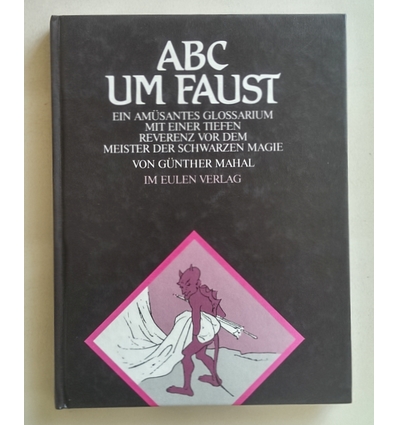 ABC
UM FAUST
EIN AMÜSANTES GLOSSARIUM
MIT EINER TIEFEN
REVERENZ VOR DEM
MEISTER DER SCHWARZEN MAGIE
VON GÜNTHER MAHAL
IM EULEN VERLAG